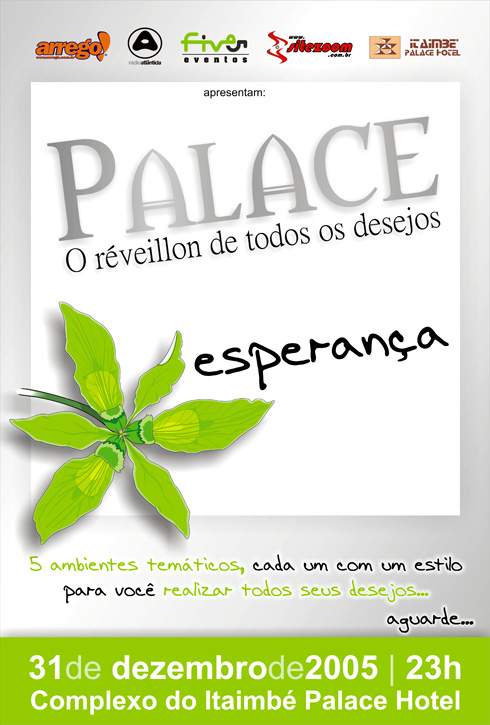 arrego!
A
rádioatlântida
five
eventos
www.
sitezoom
.com.br
ITAIMBÉ
PALACE HOTEL
apresentam:
PALACE
O réveillon de todos os desejos
esperança
5 ambientes temáticos, cada um com um estilo
para você realizar todos seus desejos...
aguarde...
31de dezembrode2005 | 23h
Complexo do Itaimbé Palace Hotel